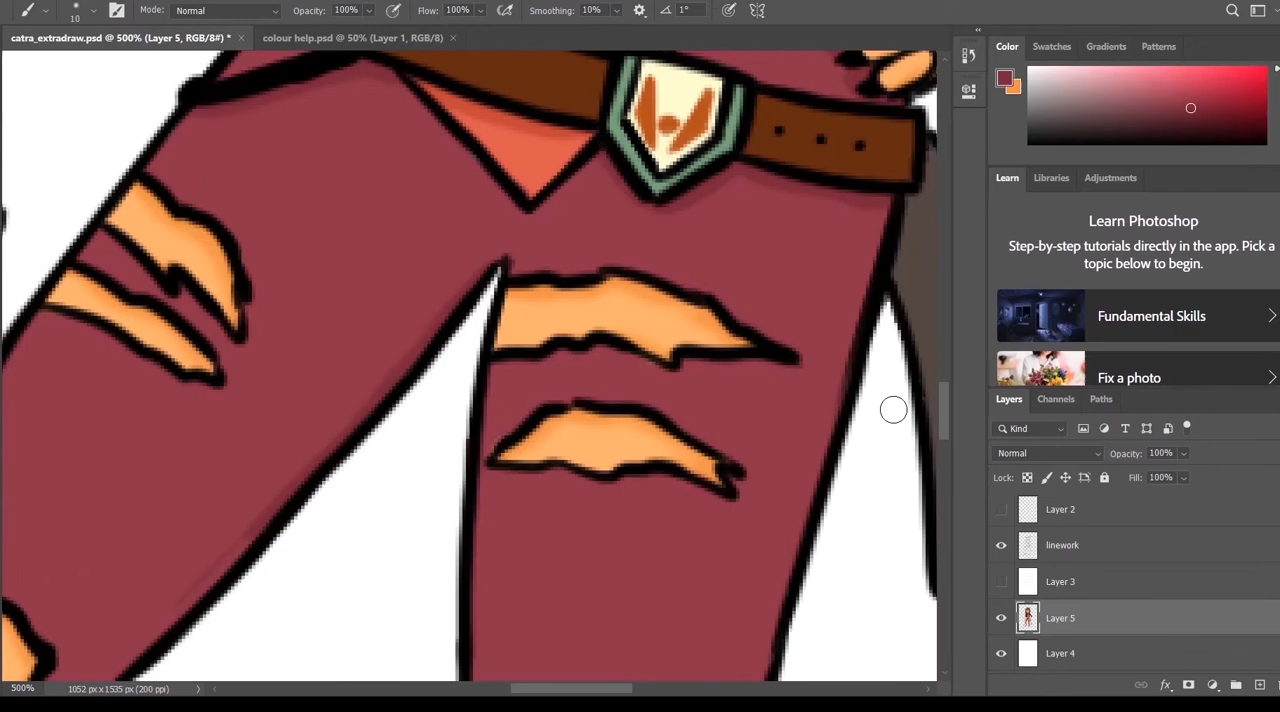 10 Mode: Normal Opacity: 100% Flow: 100% Smoothing: 10% 1°
catra_extradraw.psd @ 500% (Layer 5, RGB/8#) * × colour help.psd @ 50% (Layer 1, RGB/8) ×
Color Swatches Gradients Patterns
Learn Libraries Adjustments
Learn Photoshop
Step-by-step tutorials directly in the app. Pick a
topic below to begin.
Fundamental Skills
Fix a photo
Layers Channels Paths
Kind
Normal Opacity: 100%
Lock: Fill: 100%
Layer 2
linework
Layer 3
Layer 5
Layer 4
500% 1052 px x 1535 px (200 ppi)